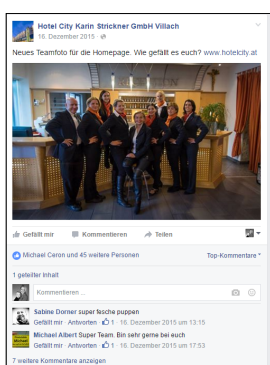 Hotel City Karin Strickner GmbH Villach
16. Dezember 2015 ·
Neues Teamfoto für die Homepage. Wie gefällt es euch? www.hotelcity.at
Gefällt mir Kommentieren Teilen
Michael Ceron und 45 weitere Personen Top-Kommentare
1 geteilter Inhalt
Kommentieren ...
Sabine Dorner super fesche puppen
Gefällt mir · Antworten · 1 · 16. Dezember 2015 um 13:15
Michael Albert Super Team. Bin sehr gerne bei euch
Gefällt mir · Antworten · 1 · 16. Dezember 2015 um 17:53
7 weitere Kommentare anzeigen